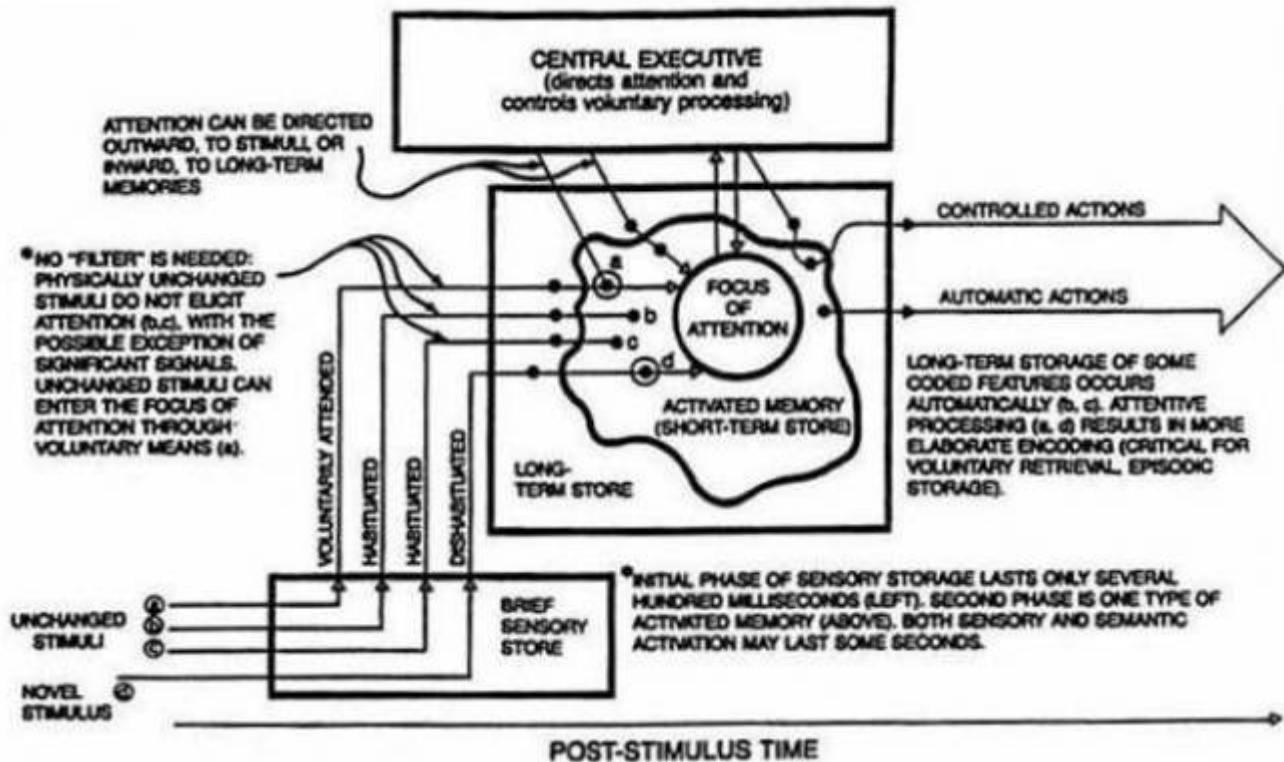 CENTRAL EXECUTIVE
(directs attention and
controls voluntary processing)
ATTENTION CAN BE DIRECTED
OUTWARD, TO STIMULI OR
INWARD, TO LONG-TERM
MEMORIES
CONTROLLED ACTIONS
NO "FILTER" IS NEEDED:
PHYSICALLY UNCHANGED
STIMULI DO NOT ELICIT
ATTENTION (b,c), WITH THE
POSSIBLE EXCEPTION OF
SIGNIFICANT SIGNALS.
UNCHANGED STIMULI CAN
ENTER THE FOCUS OF
ATTENTION THROUGH
VOLUNTARY MEANS (a).
a
b
c
d
FOCUS
OF
ATTENTION
AUTOMATIC ACTIONS
ACTIVATED MEMORY
(SHORT-TERM STORE)
LONG-
TERM STORE
LONG-TERM STORAGE OF SOME
CODED FEATURES OCCURS
AUTOMATICALLY (b, c). ATTENTIVE
PROCESSING (a, d) RESULTS IN MORE
ELABORATE ENCODING (CRITICAL FOR
VOLUNTARY RETRIEVAL, EPISODIC
STORAGE).
VOLUNTARILY ATTENDED
HABITUATED
HABITUATED
DISHABITUATED
UNCHANGED
STIMULI
a
b
c
NOVEL
STIMULUS
d
BRIEF
SENSORY
STORE
INITIAL PHASE OF SENSORY STORAGE LASTS ONLY SEVERAL
HUNDRED MILLISECONDS (LEFT). SECOND PHASE IS ONE TYPE OF
ACTIVATED MEMORY (ABOVE). BOTH SENSORY AND SEMANTIC
ACTIVATION MAY LAST SOME SECONDS.
POST-STIMULUS TIME